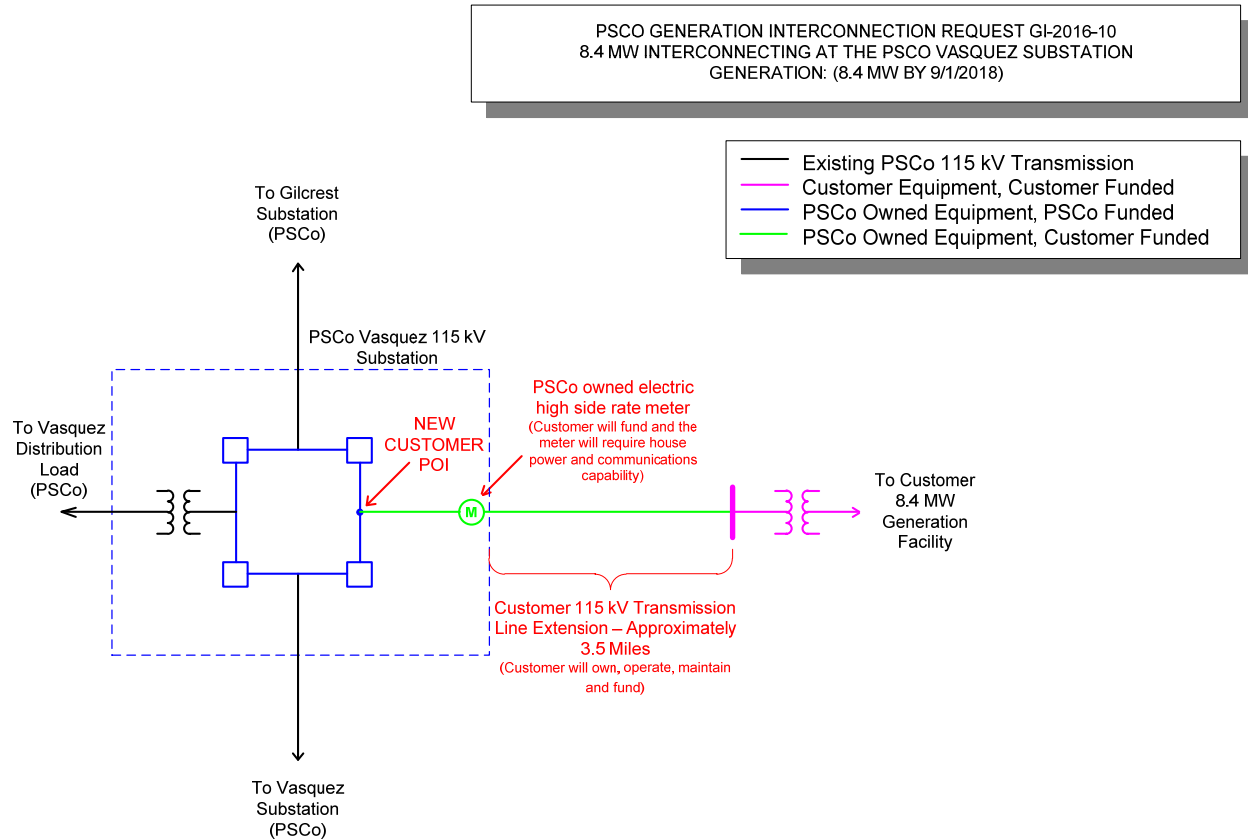 PSCO GENERATION INTERCONNECTION REQUEST GI-2016-10
8.4 MW INTERCONNECTING AT THE PSCO VASQUEZ SUBSTATION
GENERATION: (8.4 MW BY 9/1/2018)
Existing PSCo 115 kV Transmission
Customer Equipment, Customer Funded
PSCo Owned Equipment, PSCo Funded
PSCo Owned Equipment, Customer Funded
To Gilcrest
Substation
(PSCo)
PSCo Vasquez 115 kV
Substation
To Vasquez
Distribution
Load
(PSCo)
NEW
CUSTOMER
POI
PSCo owned electric
high side rate meter
(Customer will fund and the
meter will require house
power and communications
capability)
M
To Customer
8.4 MW
Generation
Facility
Customer 115 kV Transmission
Line Extension – Approximately
3.5 Miles
(Customer will own, operate, maintain
and fund)
To Vasquez
Substation
(PSCo)